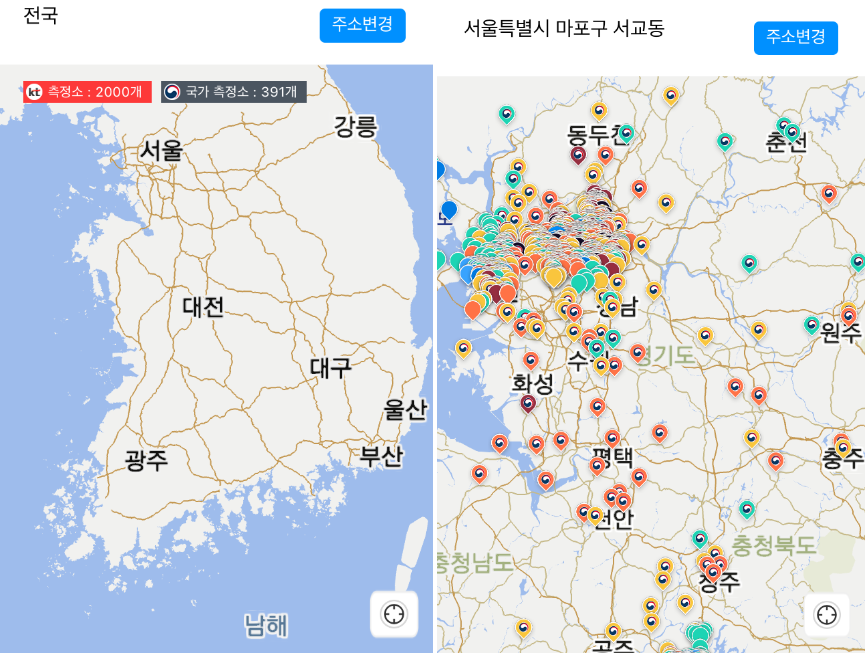 전국
주소변경
kt 측정소 : 2000개
국가 측정소 : 391개
강릉
서울
대전
대구
울산
부산
광주
남해
서울특별시 마포구 서교동
주소변경
동두천
춘천
원주
경기도
화성
평택
충주
천안
충청북도
충청남도
청주
공주